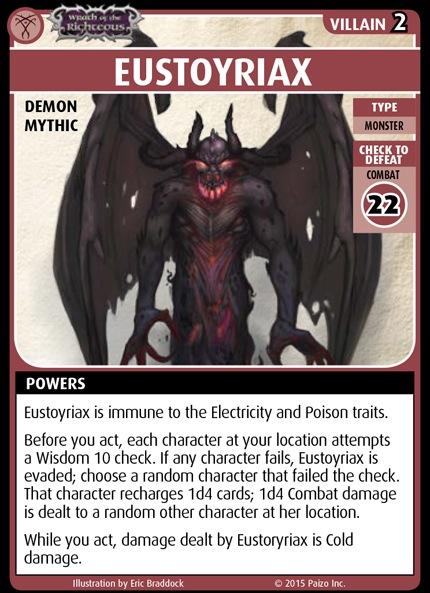 Wrath of the
Righteous
VILLAIN 2
EUSTOYRIAX
DEMON
MYTHIC
TYPE
MONSTER
CHECK TO
DEFEAT
COMBAT
22
POWERS
Eustoyriax is immune to the Electricity and Poison traits.
Before you act, each character at your location attempts
a Wisdom 10 check. If any character fails, Eustoyriax is
evaded; choose a random character that failed the check.
That character recharges 1d4 cards; 1d4 Combat damage
is dealt to a random other character at her location.
While you act, damage dealt by Eustoryriax is Cold
damage.
Illustration by Eric Braddock
© 2015 Paizo Inc.